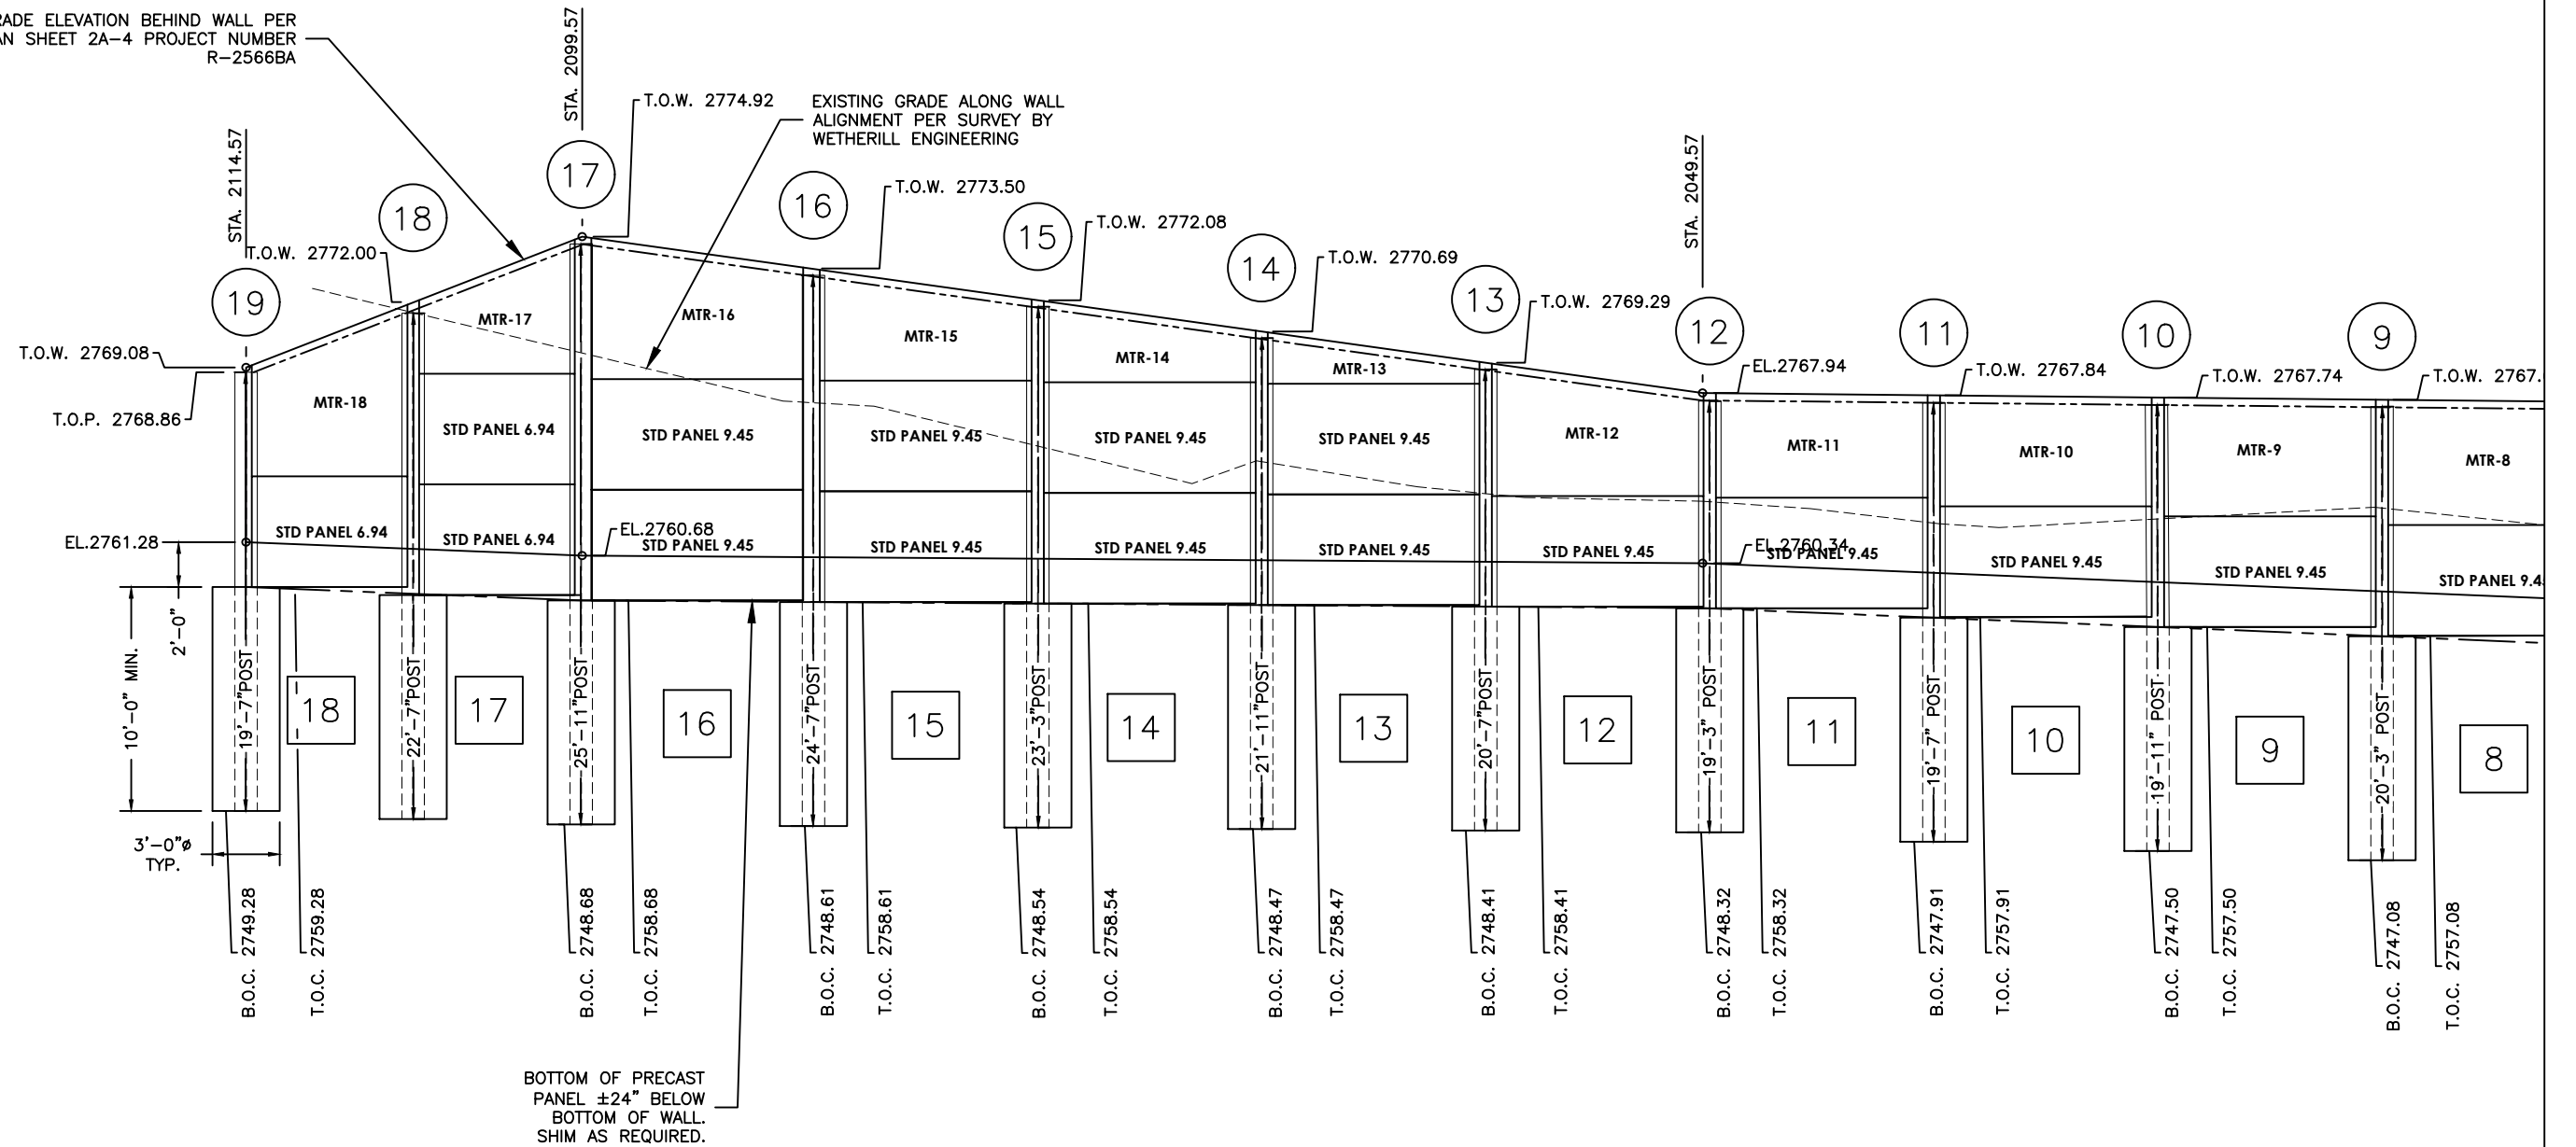 RADE ELEVATION BEHIND WALL PER
AN SHEET 2A-4 PROJECT NUMBER
R-2566BA
STA. 2114.57
STA. 2099.57
STA. 2049.57
EXISTING GRADE ALONG WALL
ALIGNMENT PER SURVEY BY
WETHERILL ENGINEERING
19
18
17
16
15
14
13
12
11
10
9
T.O.W. 2769.08
T.O.P. 2768.86
T.O.W. 2772.00
T.O.W. 2774.92
T.O.W. 2773.50
T.O.W. 2772.08
T.O.W. 2770.69
T.O.W. 2769.29
EL.2767.94
T.O.W. 2767.84
T.O.W. 2767.74
T.O.W. 2767.
MTR-18
MTR-17
MTR-16
MTR-15
MTR-14
MTR-13
MTR-12
MTR-11
MTR-10
MTR-9
MTR-8
STD PANEL 6.94
STD PANEL 9.45
STD PANEL 9.45
STD PANEL 9.45
STD PANEL 9.45
EL.2761.28
STD PANEL 6.94
STD PANEL 6.94
EL.2760.68
STD PANEL 9.45
STD PANEL 9.45
STD PANEL 9.45
STD PANEL 9.45
STD PANEL 9.45
EL.2760.34
STD PANEL 9.45
STD PANEL 9.45
STD PANEL 9.45
STD PANEL 9.4
10'-0" MIN.
2'-0"
3'-0"ø
TYP.
19'-7"POST
22'-7"POST
25'-11"POST
24'-7"POST
23'-3"POST
21'-11"POST
20'-7"POST
19'-3" POST
19'-7" POST
19'-11" POST
20'-3" POST
18
17
16
15
14
13
12
11
10
9
8
B.O.C. 2749.28
T.O.C. 2759.28
B.O.C. 2748.68
T.O.C. 2758.68
B.O.C. 2748.61
T.O.C. 2758.61
B.O.C. 2748.54
T.O.C. 2758.54
B.O.C. 2748.47
T.O.C. 2758.47
B.O.C. 2748.41
T.O.C. 2758.41
B.O.C. 2748.32
T.O.C. 2758.32
B.O.C. 2747.91
T.O.C. 2757.91
B.O.C. 2747.50
T.O.C. 2757.50
B.O.C. 2747.08
T.O.C. 2757.08
BOTTOM OF PRECAST
PANEL ±24" BELOW
BOTTOM OF WALL.
SHIM AS REQUIRED.